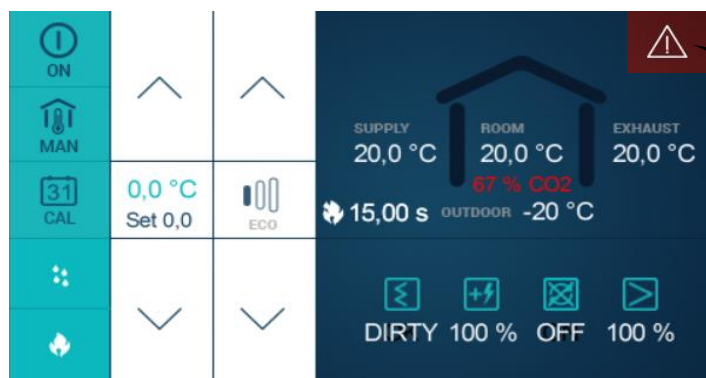 ON
MAN
31
CAL
0,0 °C
Set 0,0
ECO
SUPPLY
20,0 °C
ROOM
20,0 °C
EXHAUST
20,0 °C
67 % CO2
15,00 s
OUTDOOR -20 °C
DIRTY 100 % OFF 100 %